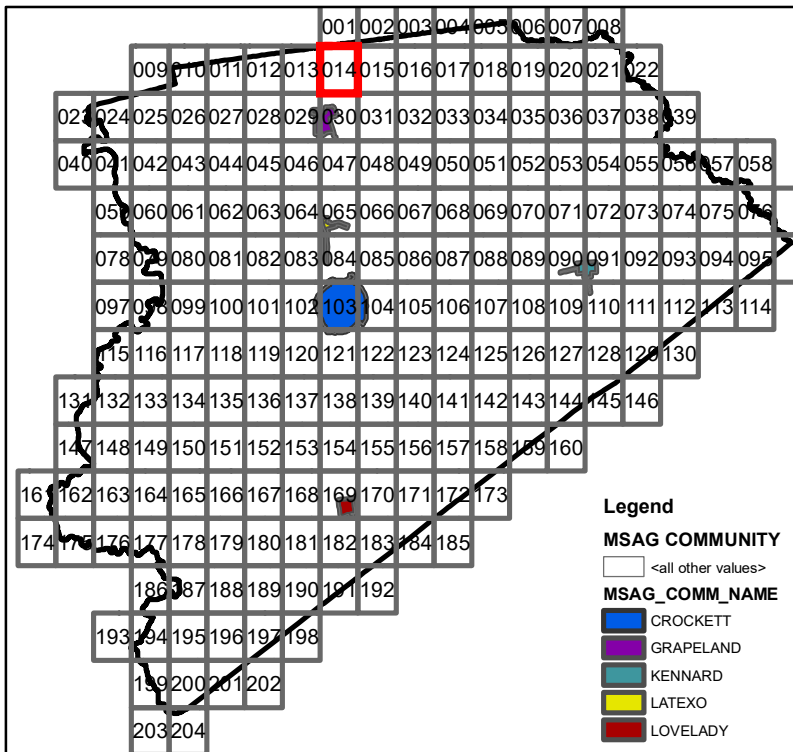 001 002 003 004 005 006 007 008
009 010 011 012 013 014 015 016 017 018 019 020 021 022
023 024 025 026 027 028 029 030 031 032 033 034 035 036 037 038 039
040 041 042 043 044 045 046 047 048 049 050 051 052 053 054 055 056 057 058
059 060 061 062 063 064 065 066 067 068 069 070 071 072 073 074 075 076
078 079 080 081 082 083 084 085 086 087 088 089 090 091 092 093 094 095
097 098 099 100 101 102 103 104 105 106 107 108 109 110 111 112 113 114
115 116 117 118 119 120 121 122 123 124 125 126 127 128 129 130
131 132 133 134 135 136 137 138 139 140 141 142 143 144 145 146
147 148 149 150 151 152 153 154 155 156 157 158 159 160
161 162 163 164 165 166 167 168 169 170 171 172 173
174 175 176 177 178 179 180 181 182 183 184 185
186 187 188 189 190 191 192
193 194 195 196 197 198
199 200 201 202
203 204
Legend
MSAG COMMUNITY
<all other values>
MSAG_COMM_NAME
CROCKETT
GRAPELAND
KENNARD
LATEXO
LOVELADY